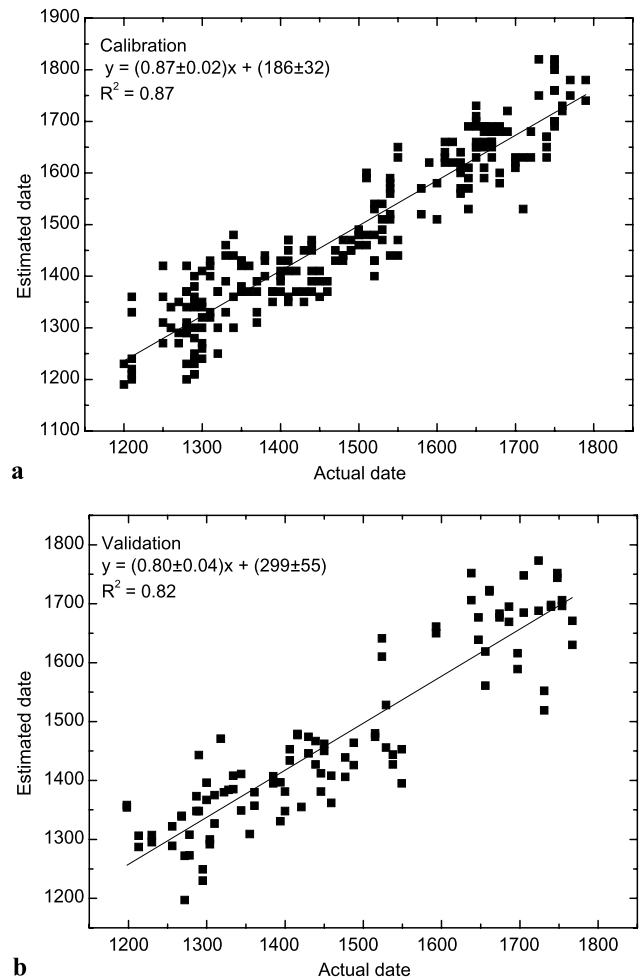 1900
1800
1700
1600
1500
1400
1300
1200
1100
Estimated date
Calibration
y = (0.87±0.02)x + (186±32)
R² = 0.87
1200 1300 1400 1500 1600 1700 1800
Actual date
a
1800
1700
1600
1500
1400
1300
1200
Estimated date
Validation
y = (0.80±0.04)x + (299±55)
R² = 0.82
1200 1300 1400 1500 1600 1700 1800
Actual date
b